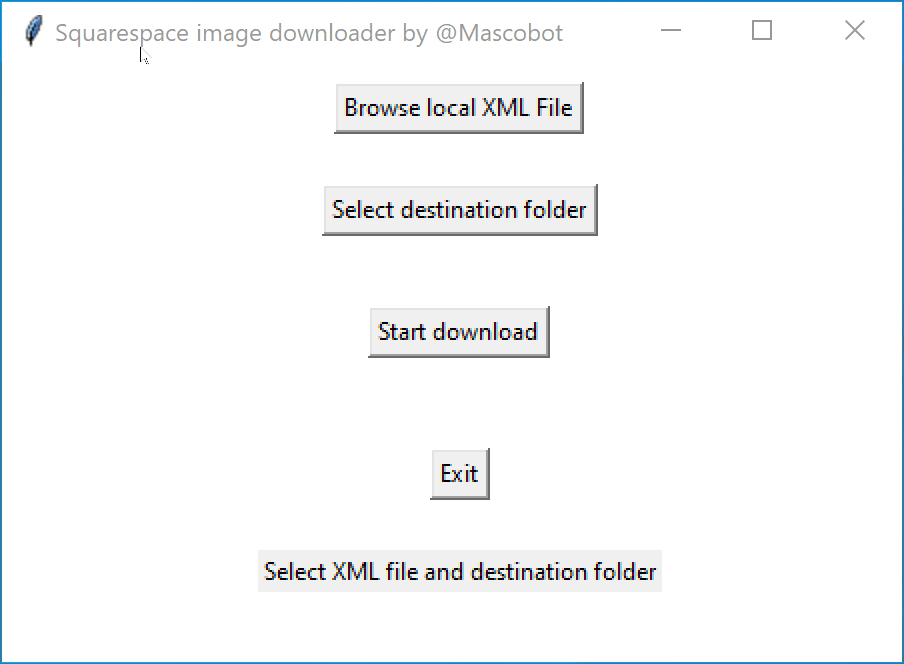 Squarespace image downloader by @Mascobot
Browse local XML File
Select destination folder
Start download
Exit
Select XML file and destination folder